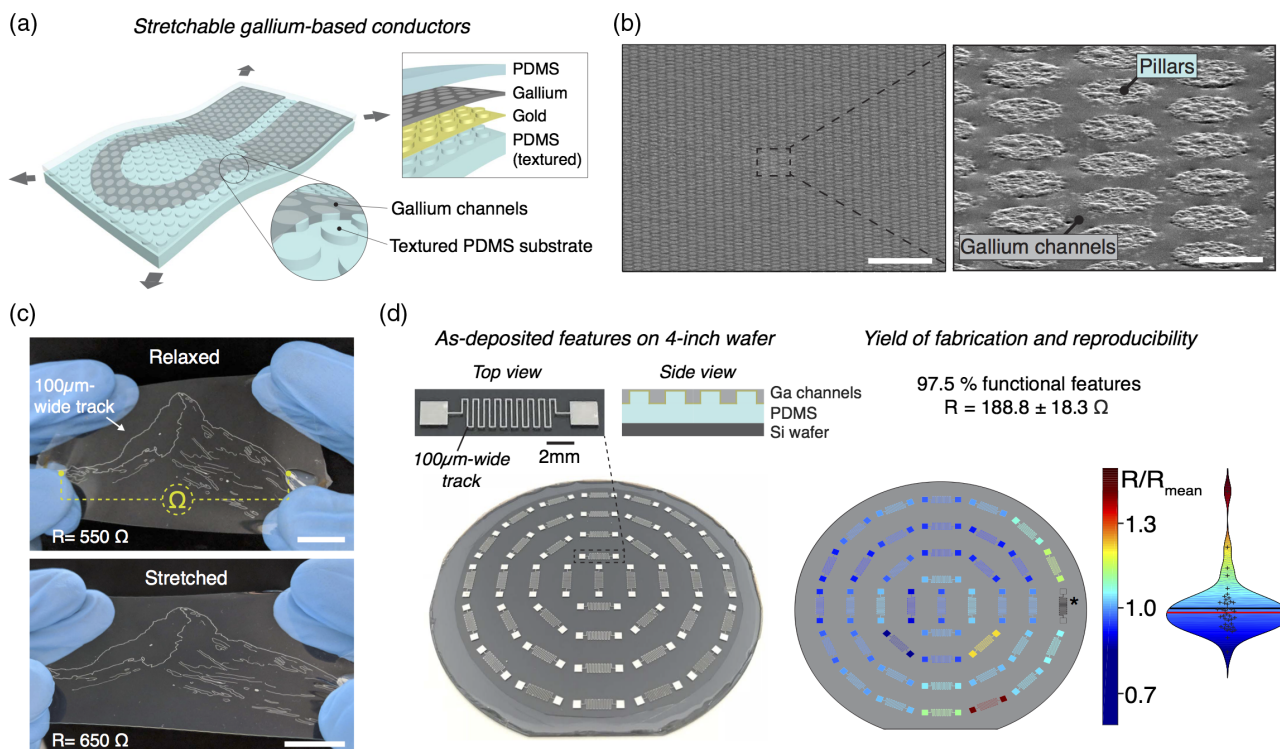 (a)
Stretchable gallium-based conductors
PDMS
Gallium
Gold
PDMS
(textured)
Gallium channels
Textured PDMS substrate
(b)
Pillars
Gallium channels
(c)
Relaxed
100µm-
wide track
Ω
R= 550 Ω
Stretched
R= 650 Ω
(d)
As-deposited features on 4-inch wafer
Top view
Side view
Ga channels
PDMS
Si wafer
100µm-wide
track
2mm
Yield of fabrication and reproducibility
97.5 % functional features
R = 188.8 ± 18.3 Ω
*
R/Rmean
1.3
1.0
0.7